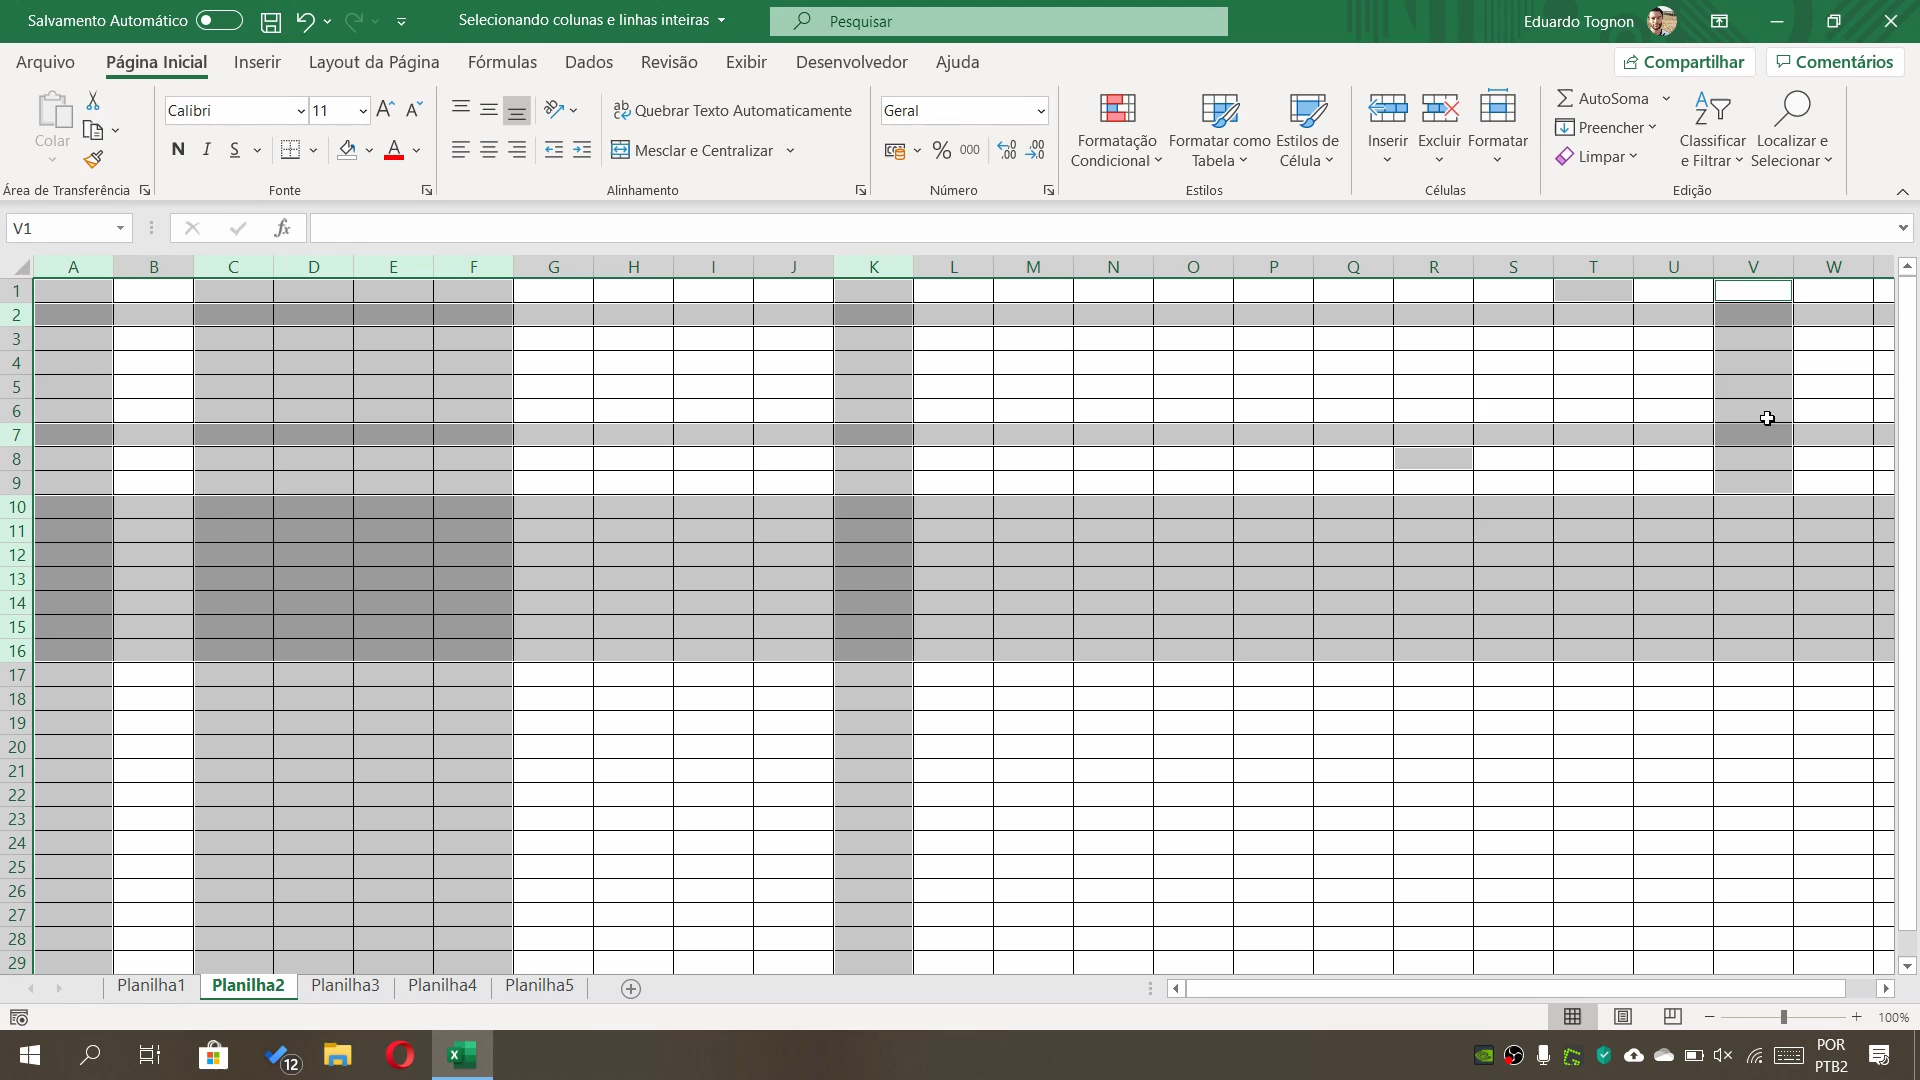 Salvamento Automático
Selecionando colunas e linhas inteiras
Pesquisar
Eduardo Tognon
Arquivo Página Inicial Inserir Layout da Página Fórmulas Dados Revisão Exibir Desenvolvedor Ajuda
Compartilhar Comentários
Colar
Área de Transferência
Calibri 11
N I S
Fonte
Quebrar Texto Automaticamente
Mesclar e Centralizar
Alinhamento
Geral
% 000
Número
Formatação Condicional
Formatar como Tabela
Estilos de Célula
Estilos
Inserir Excluir Formatar
Células
AutoSoma
Preencher
Limpar
Classificar e Filtrar
Localizar e Selecionar
Edição
V1
fx
A B C D E F G H I J K L M N O P Q R S T U V W
1
2
3
4
5
6
7
8
9
10
11
12
13
14
15
16
17
18
19
20
21
22
23
24
25
26
27
28
29
Planilha1 Planilha2 Planilha3 Planilha4 Planilha5
100%
12
POR
PTB2